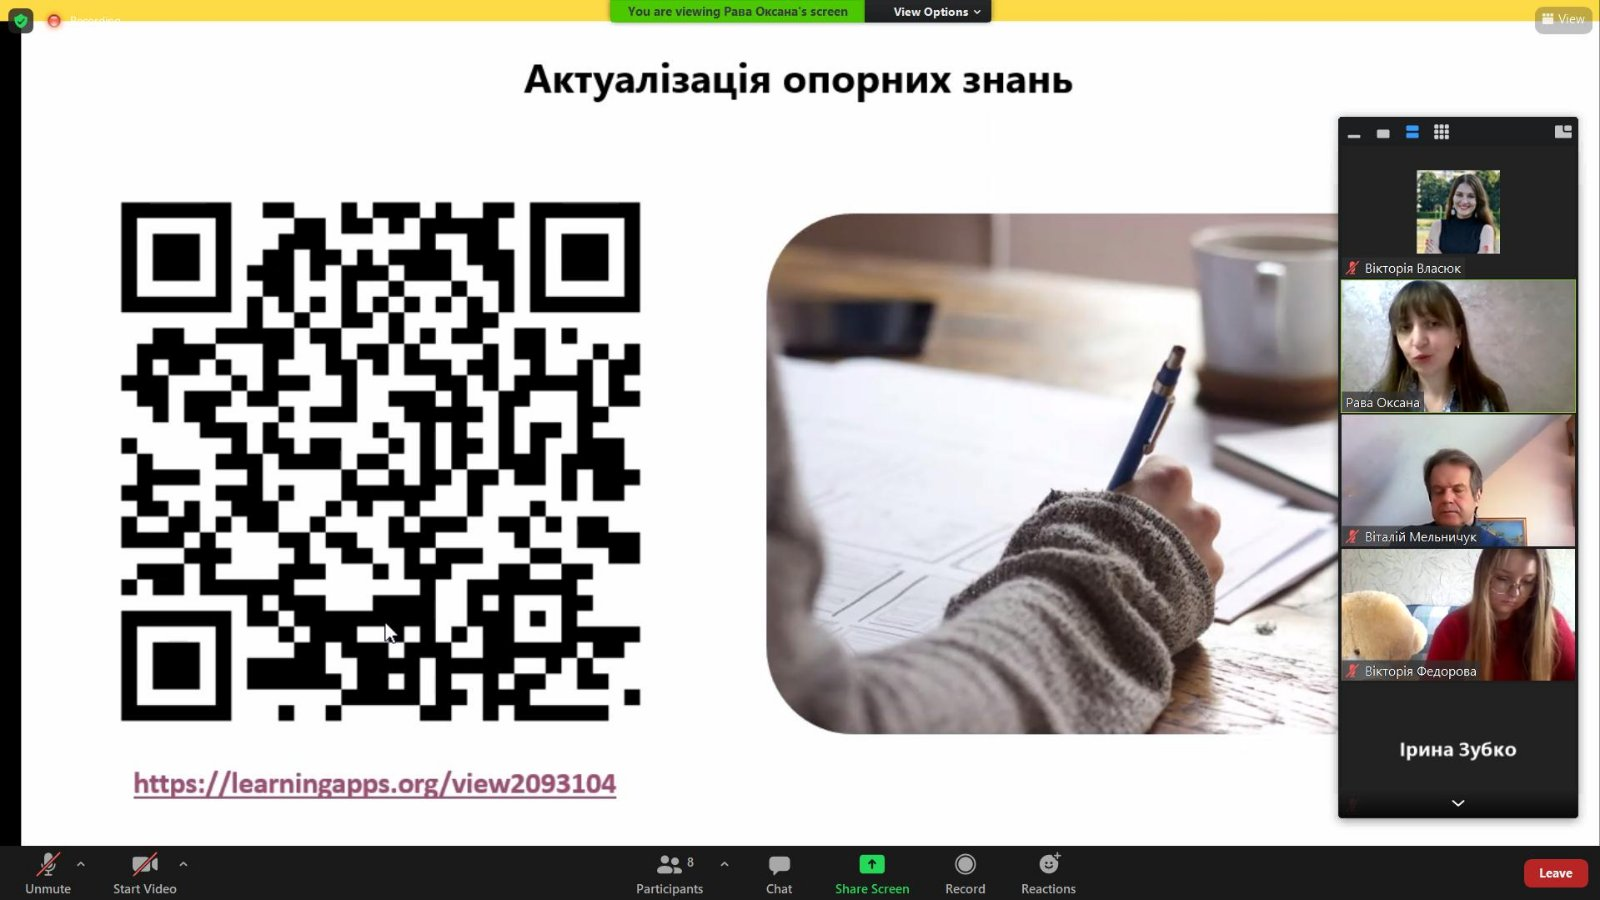 Recording
You are viewing Рава Оксана's screen
View Options
View
Актуалізація опорних знань
https://learningapps.org/view2093104
Вікторія Власюк
Рава Оксана
Віталій Мельничук
Вікторія Федорова
Ірина Зубко
Unmute
Start Video
Participants
8
Chat
Share Screen
Record
Reactions
Leave